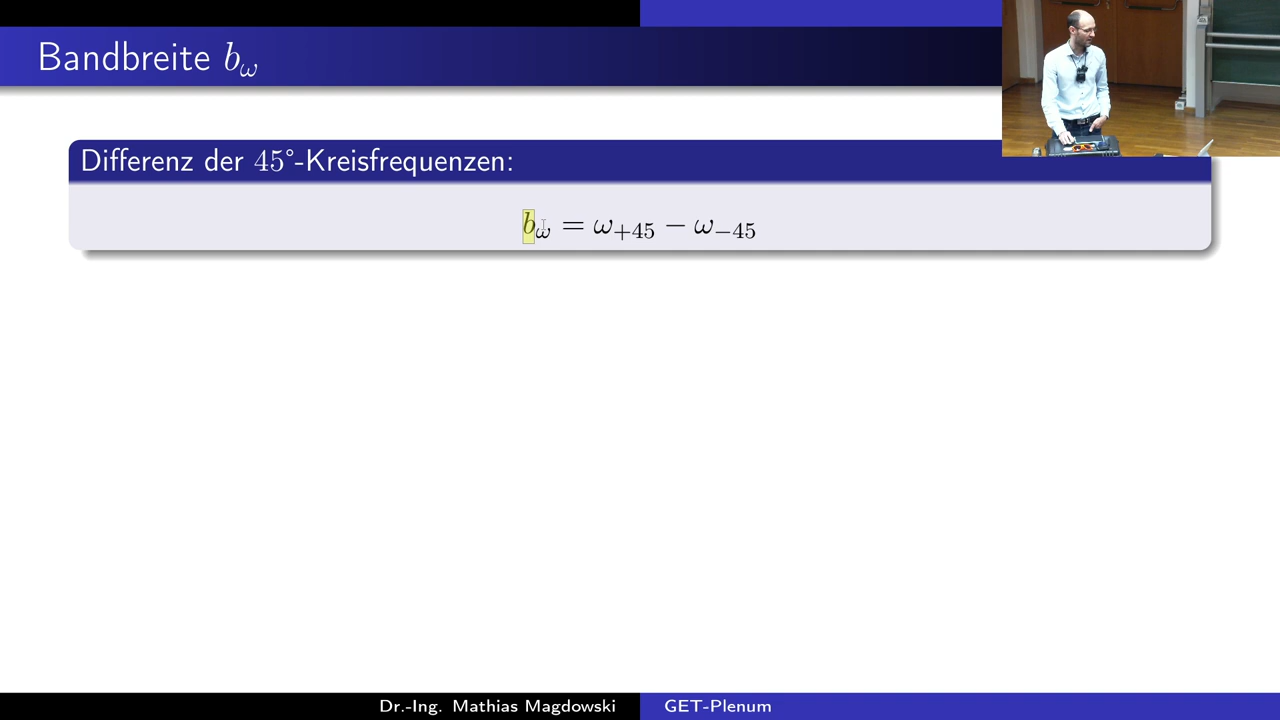 Bandbreite b_ω
Differenz der 45°-Kreisfrequenzen:
b_ω = ω_{+45} − ω_{−45}
Dr.-Ing. Mathias Magdowski
GET-Plenum